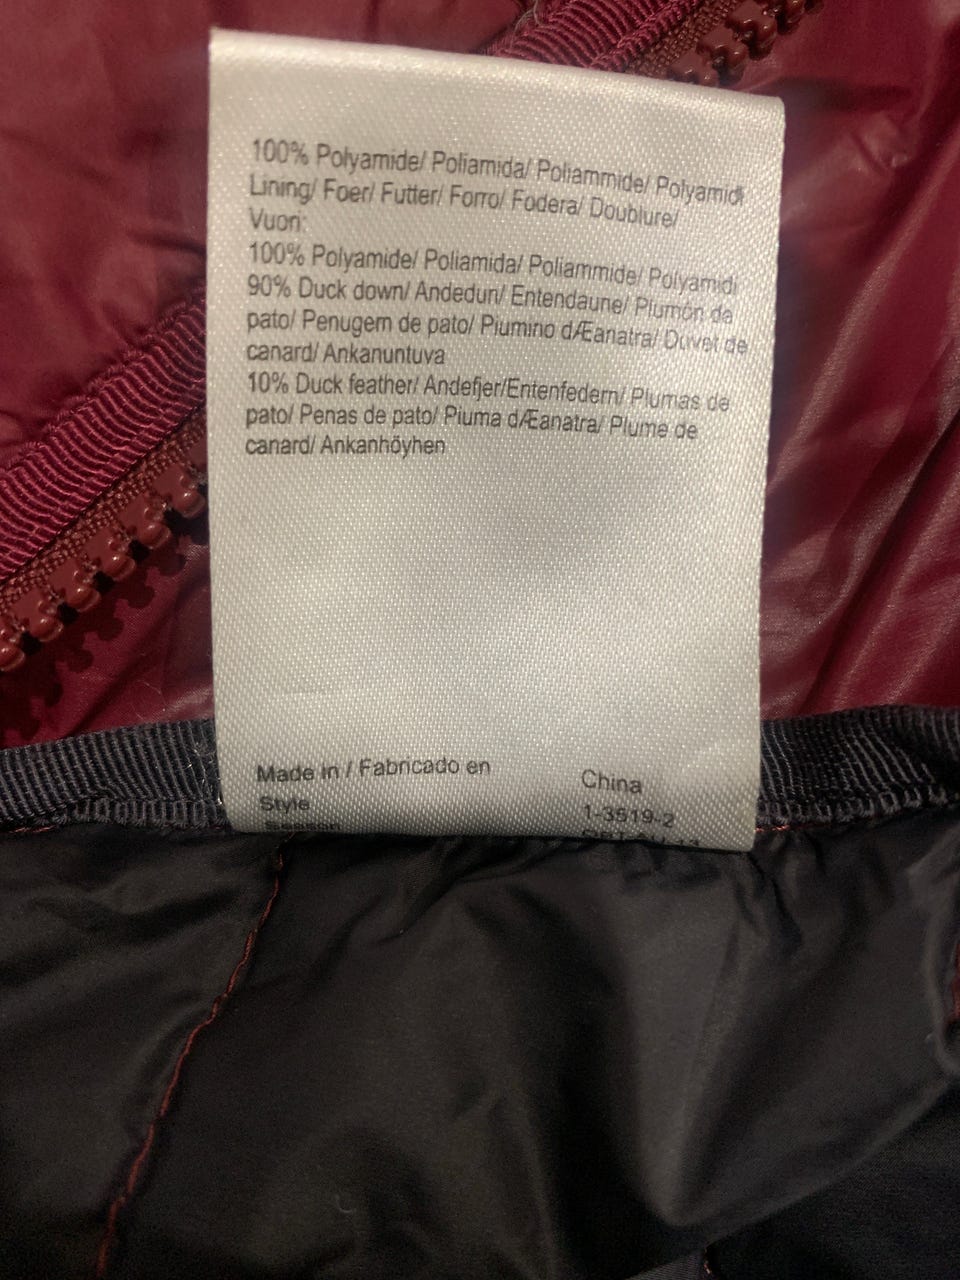 100% Polyamide/ Poliamida/ Poliammide/ Polyamidi
Lining/ Foer/ Futter/ Forro/ Fodera/ Doublure/
Vuori:
100% Polyamide/ Poliamida/ Poliammide/ Polyamidi
90% Duck down/ Andedun/ Entendaune/ Plumón de
pato/ Penugem de pato/ Piumino dÆanatra/ Duvet de
canard/ Ankanuntuva
10% Duck feather/ Andefjer/Entenfedern/ Plumas de
pato/ Penas de pato/ Piuma dÆanatra/ Plume de
canard/ Ankanhöyhen
Made in / Fabricado en China
Style 1-3519-2
Season